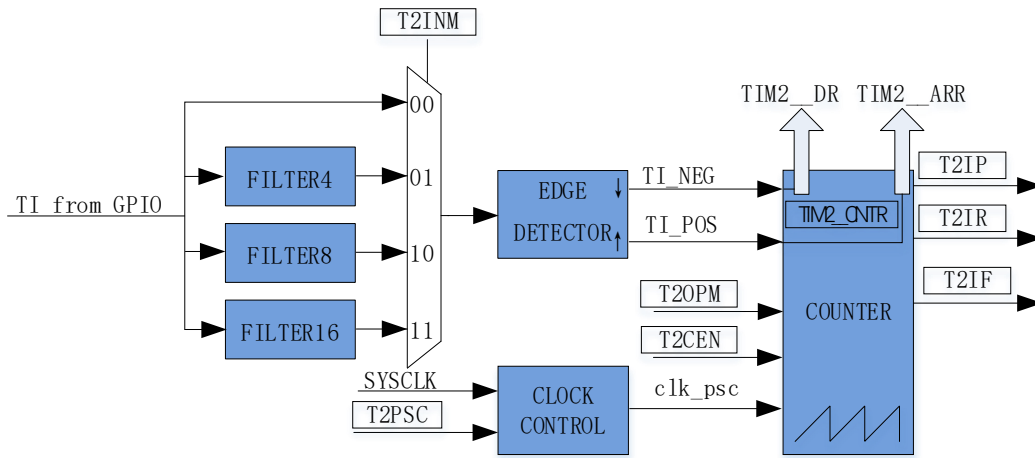 T2INM
TIM2__DR TIM2__ARR
00
FILTER4 01
EDGE TI_NEG T2IP
TI from GPIO
TIM2_CNTR
DETECTOR TI_POS T2IR
FILTER8 10
T2OPM T2IF
COUNTER
FILTER16 11
T2CEN
SYSCLK
CLOCK clk_psc
T2PSC
CONTROL